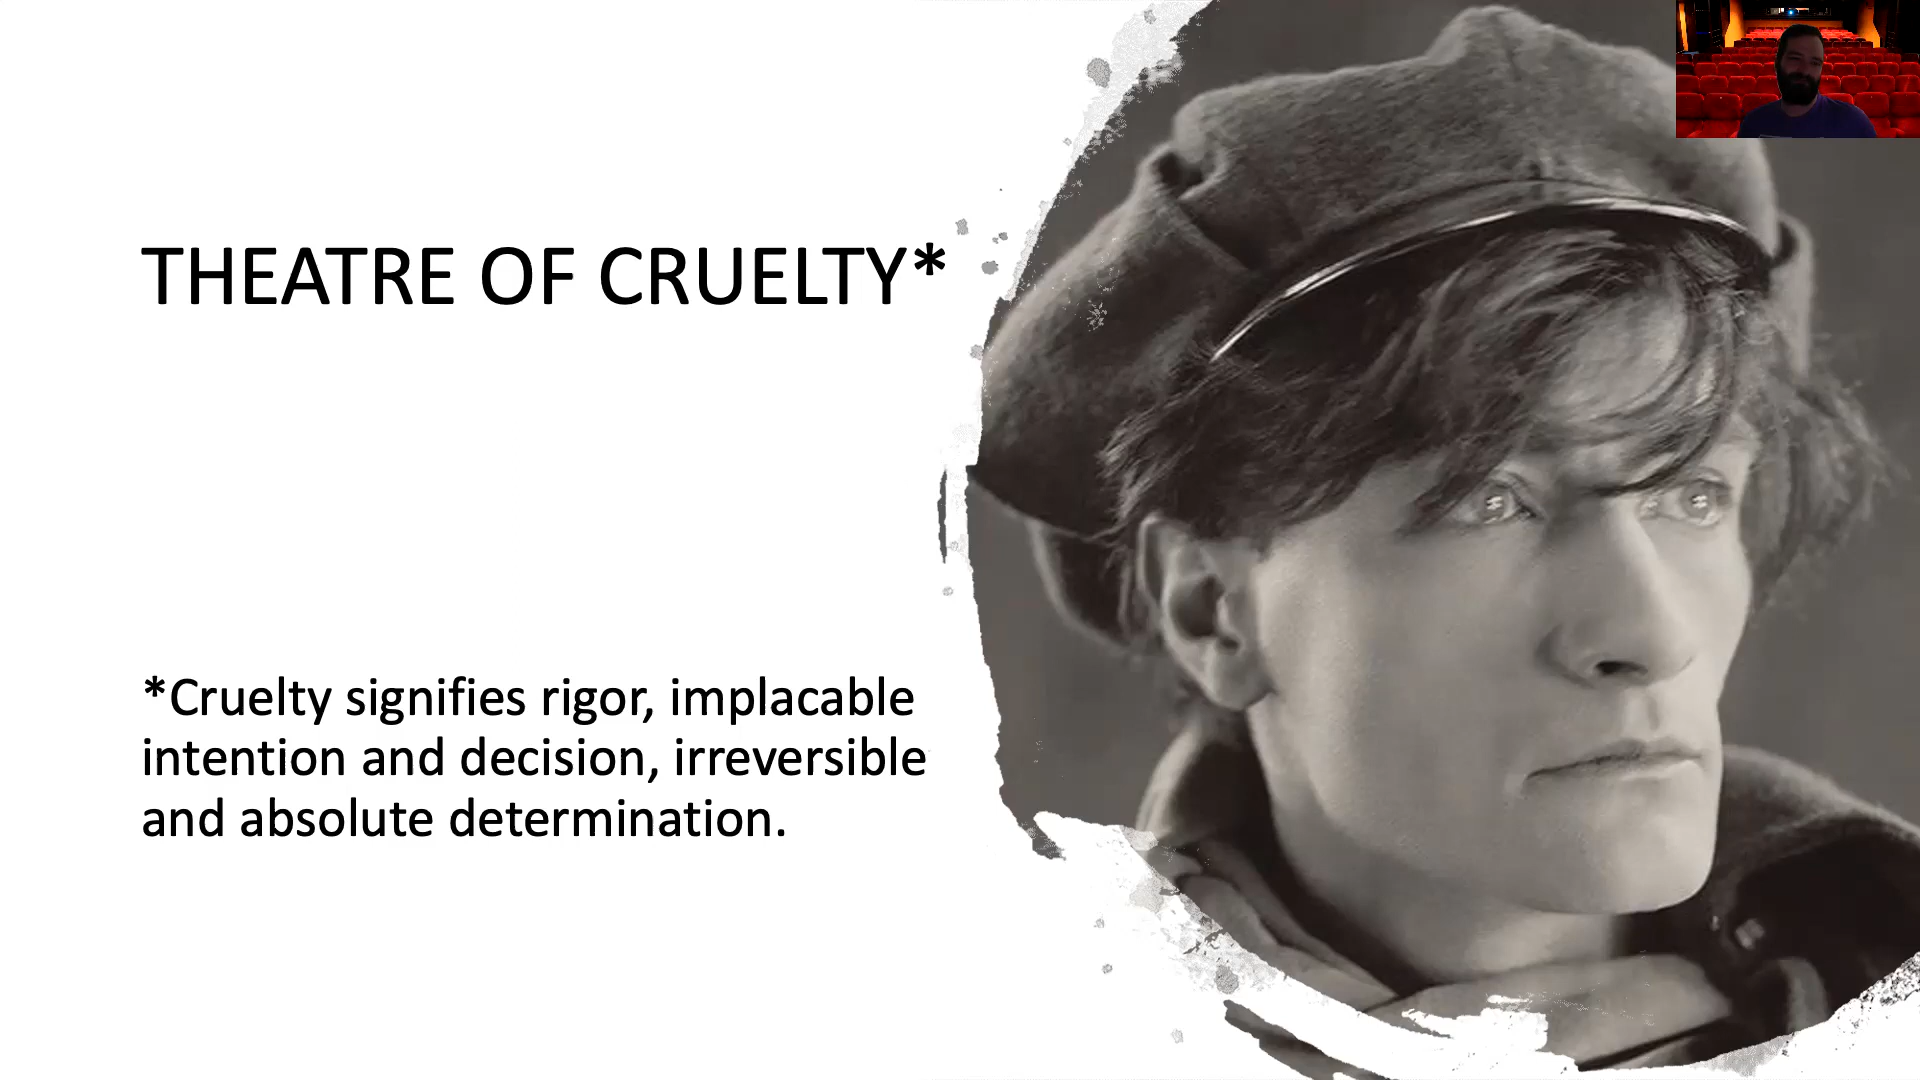 THEATRE OF CRUELTY*
*Cruelty signifies rigor, implacable
intention and decision, irreversible
and absolute determination.